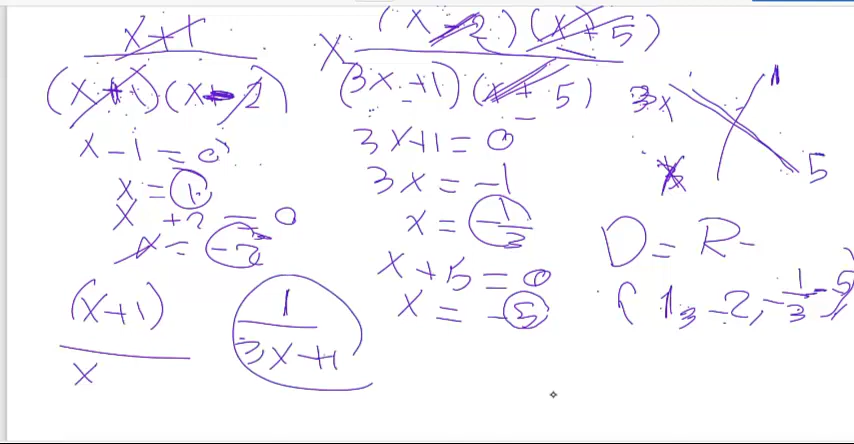 x+1 / (x+1)(x-2) × (x-2)(x+5) / (3x+1)(x+5)
3x 1
x 5
x-1=0
x=1
x+2=0
x=-2
3x+1=0
3x=-1
x=-1/3
x+5=0
x=-5
D=R-
{1, -2, -1/3 -5}
(x+1) / x
1 / 3x+1